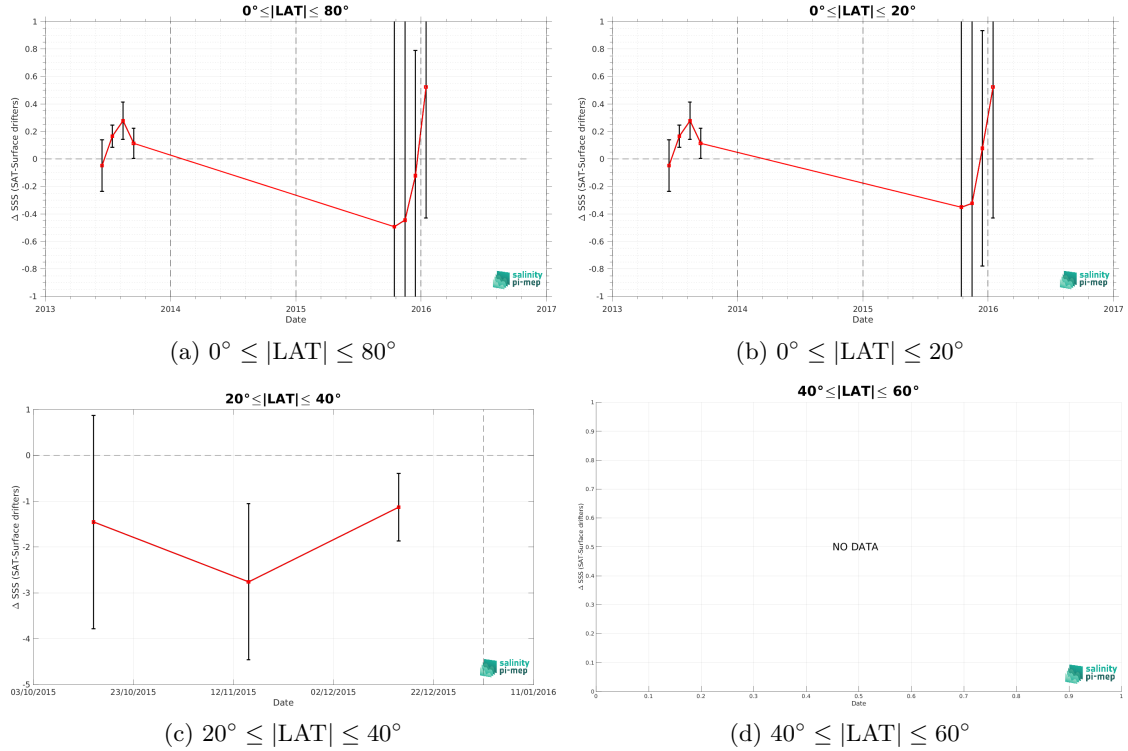 0°≤|LAT|≤ 80°
1
0.8
0.6
0.4
0.2
0
-0.2
-0.4
-0.6
-0.8
-1
Δ SSS (SAT-Surface drifters)
2013
2014
2015
2016
2017
Date
salinity
pi-mep
(a) 0° ≤ |LAT| ≤ 80°
0°≤|LAT|≤ 20°
1
0.8
0.6
0.4
0.2
0
-0.2
-0.4
-0.6
-0.8
-1
Δ SSS (SAT-Surface drifters)
2013
2014
2015
2016
2017
Date
salinity
pi-mep
(b) 0° ≤ |LAT| ≤ 20°
20°≤|LAT|≤ 40°
1
0
-1
-2
-3
-4
-5
Δ SSS (SAT-Surface drifters)
03/10/2015
23/10/2015
12/11/2015
02/12/2015
22/12/2015
11/01/2016
Date
salinity
pi-mep
(c) 20° ≤ |LAT| ≤ 40°
40°≤|LAT|≤ 60°
1
0.9
0.8
0.7
0.6
0.5
0.4
0.3
0.2
0.1
0
Δ SSS (SAT-Surface drifters)
NO DATA
0
0.1
0.2
0.3
0.4
0.5
0.6
0.7
0.8
0.9
1
Date
salinity
pi-mep
(d) 40° ≤ |LAT| ≤ 60°